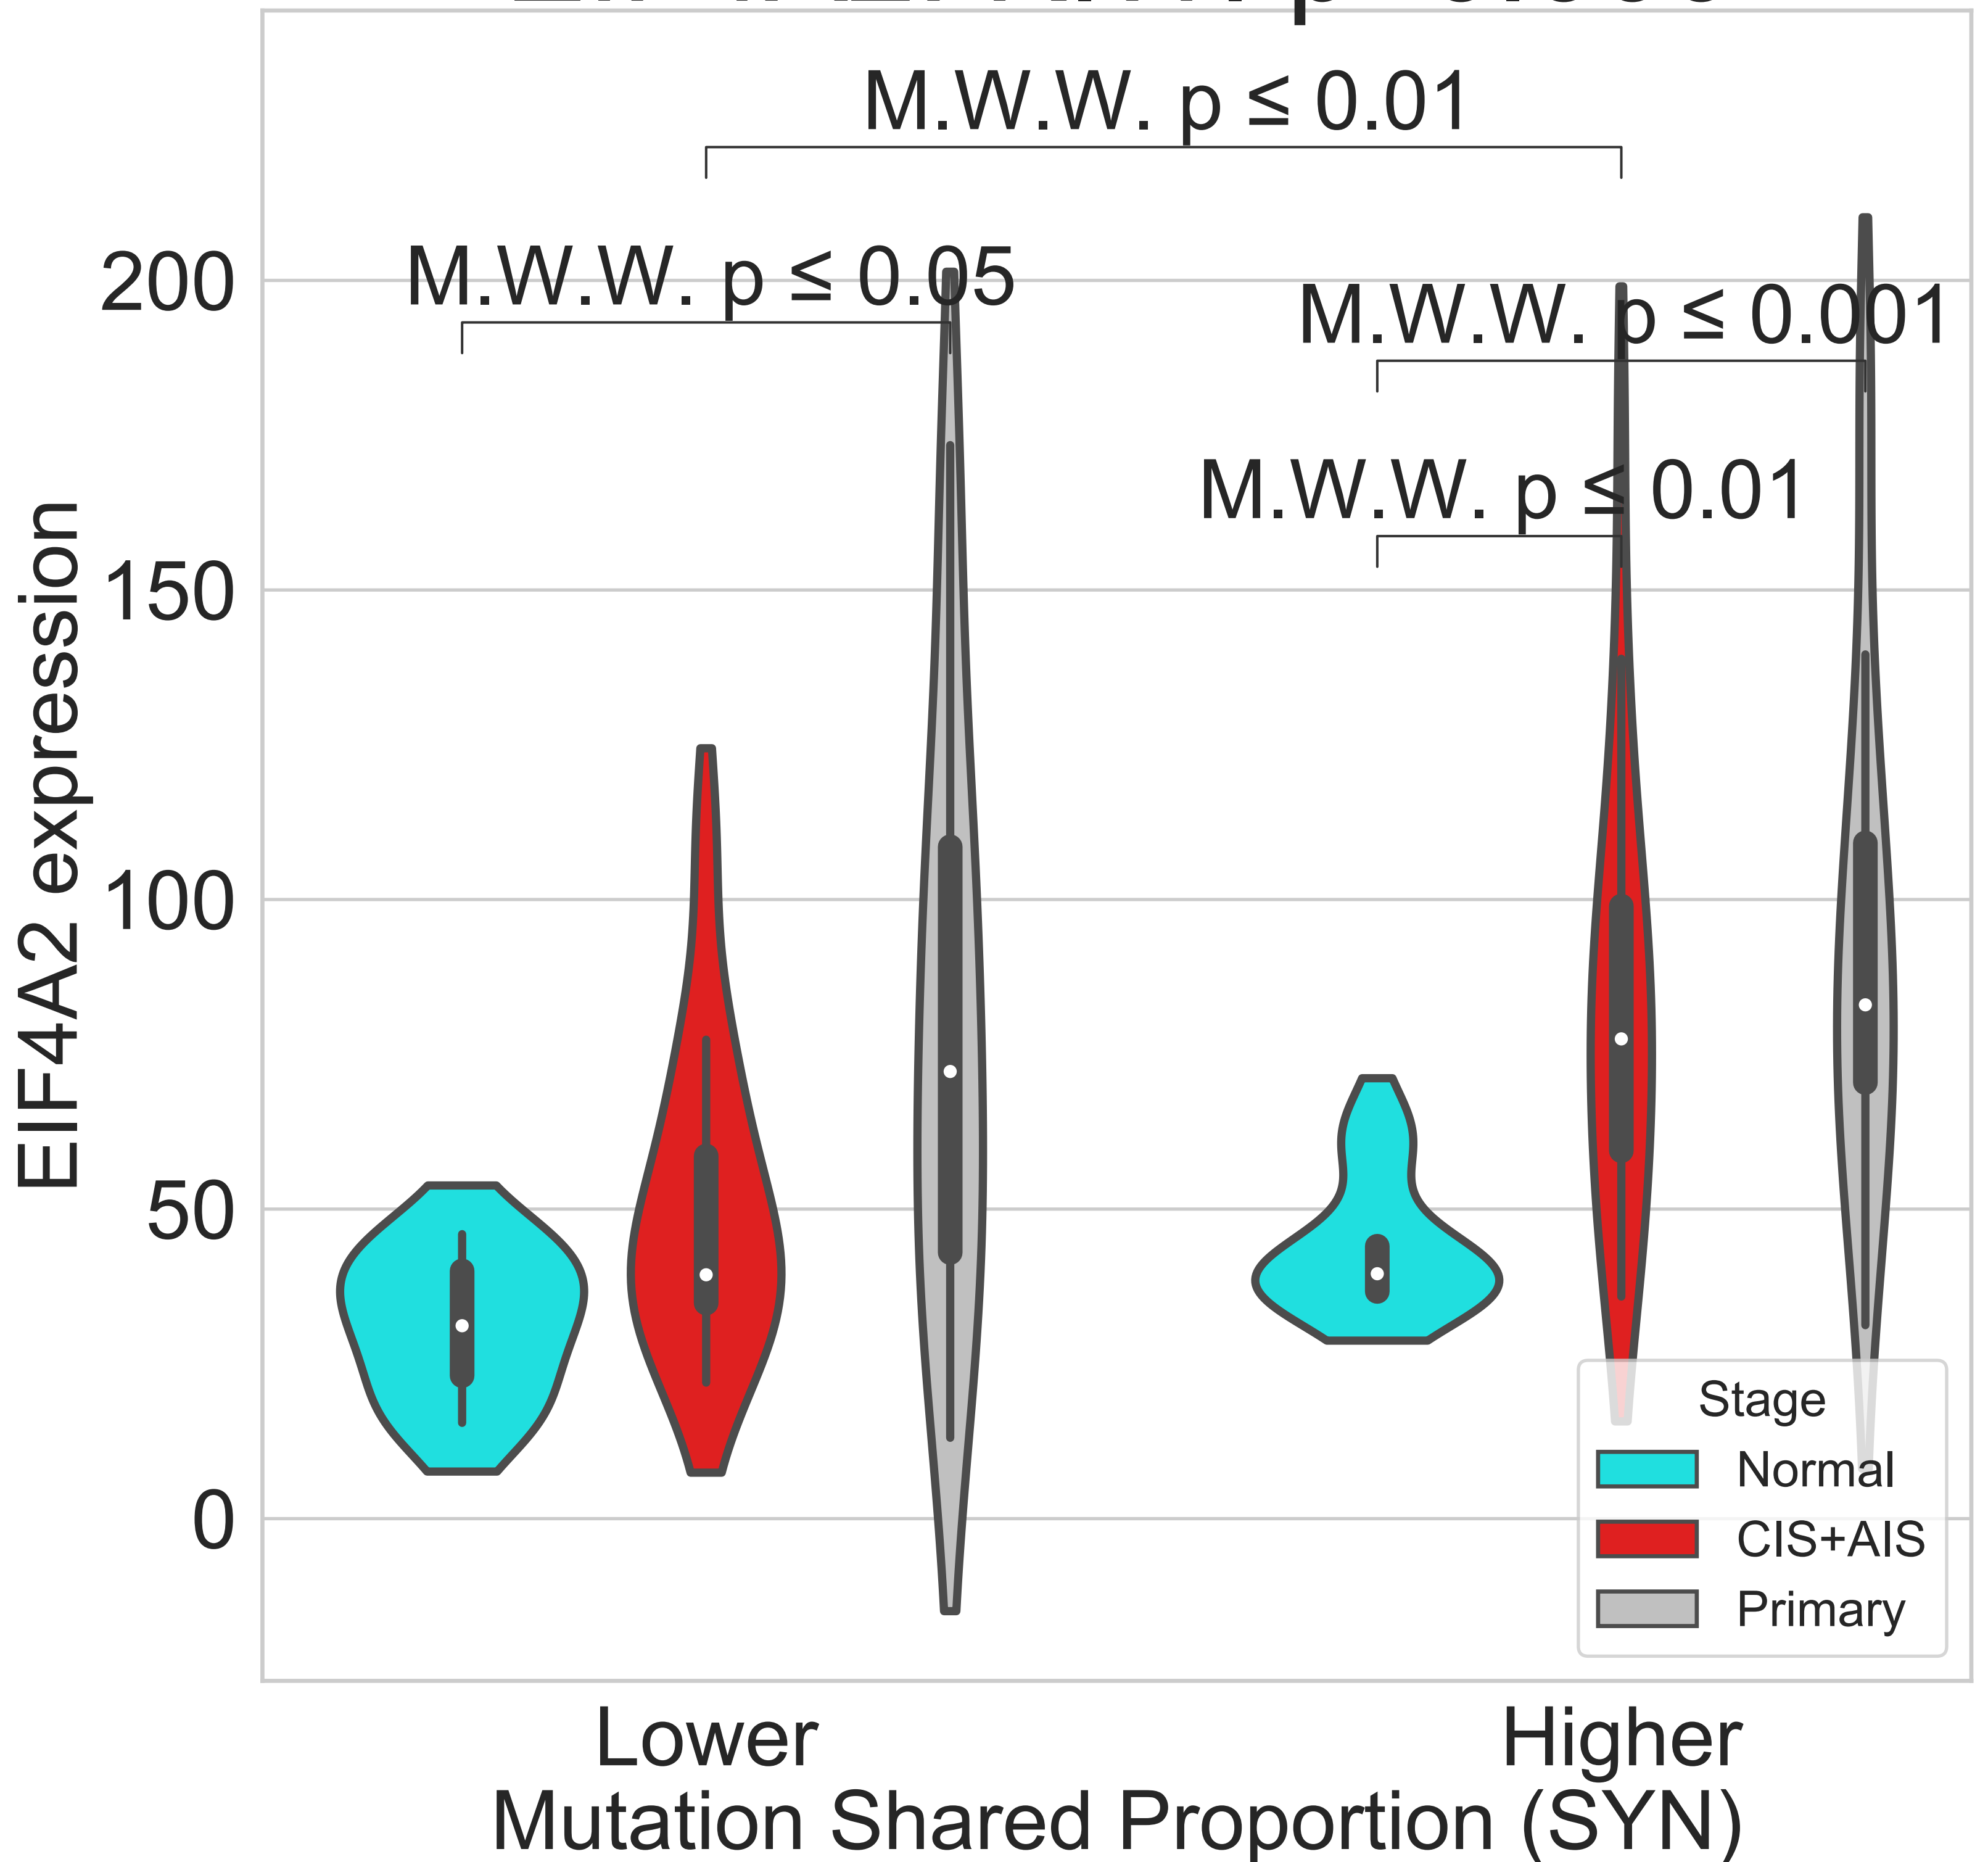 M.W.W. p ≤ 0.01
M.W.W. p ≤ 0.05
M.W.W. p ≤ 0.001
M.W.W. p ≤ 0.01
200
150
100
50
0
EIF4A2 expression
Stage
Normal
CIS+AIS
Primary
Lower
Higher
Mutation Shared Proportion (SYN)